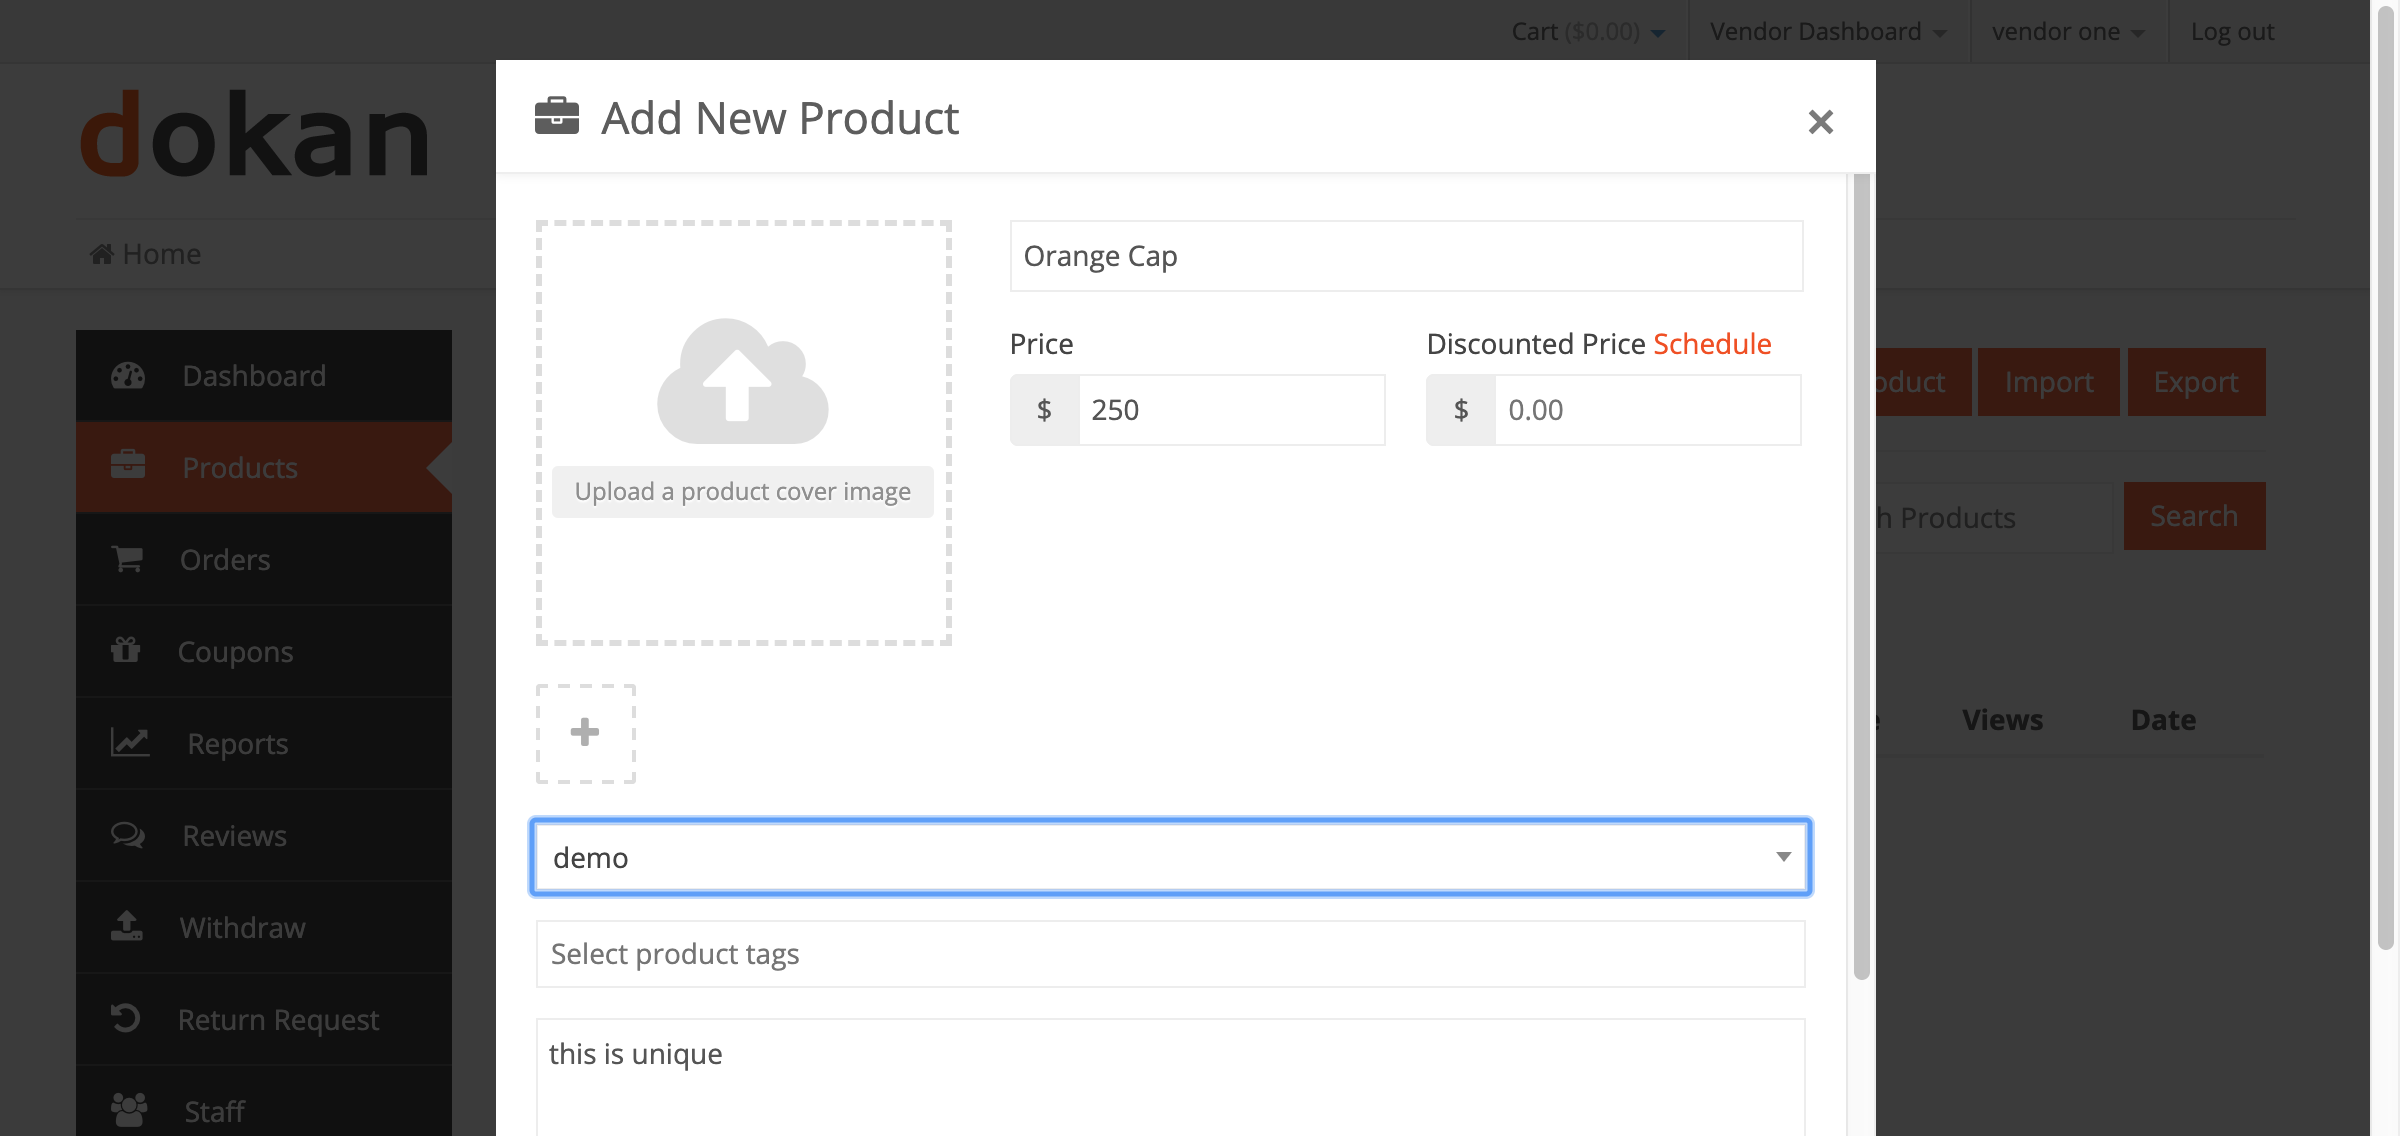 Cart ($0.00) Vendor Dashboard vendor one Log out
dokan
Add New Product
Home
Orange Cap
Price Discounted Price Schedule
$ 250 $ 0.00
Upload a product cover image
Dashboard
Products
Orders
Coupons
Reports
Reviews
Withdraw
Return Request
Staff
oduct Import Export
h Products Search
e Views Date
demo
Select product tags
this is unique